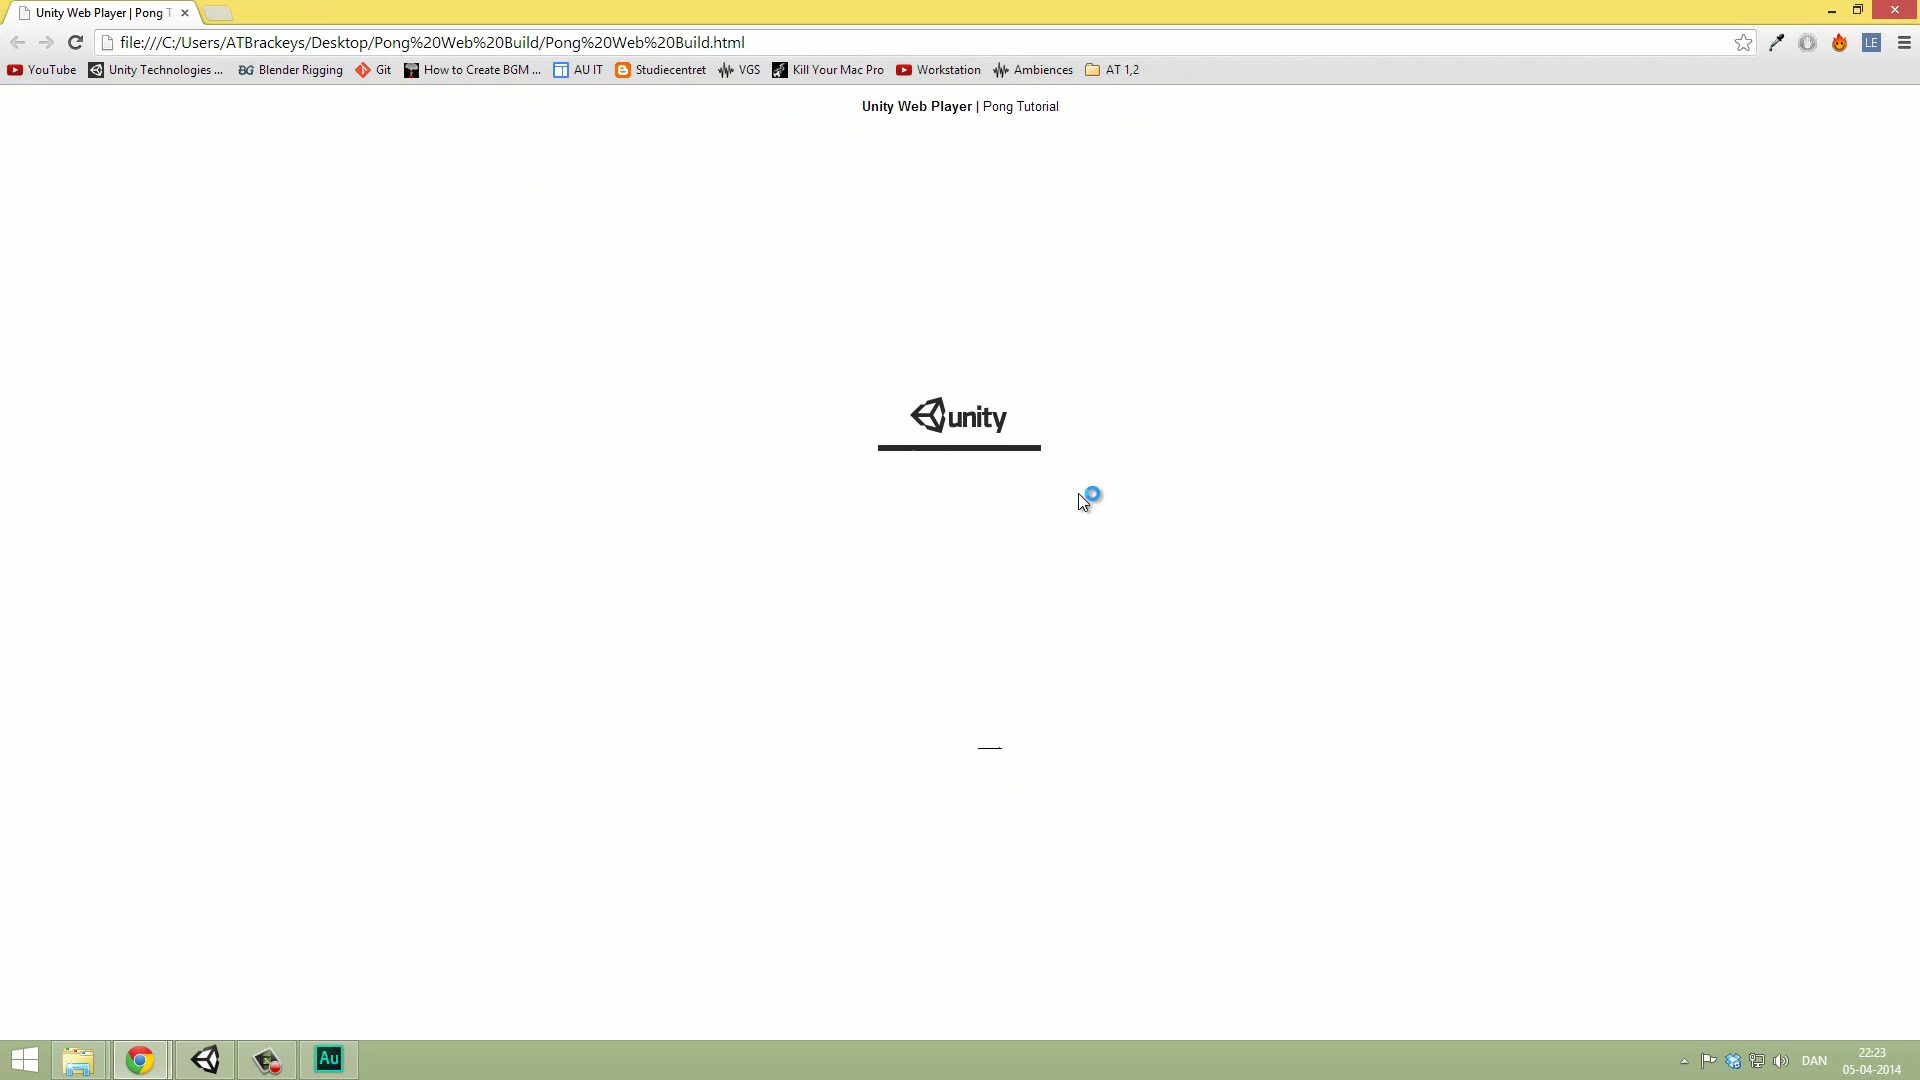 Unity Web Player | Pong T
file:///C:/Users/ATBrackeys/Desktop/Pong%20Web%20Build/Pong%20Web%20Build.html
LE
YouTube Unity Technologies ... BG Blender Rigging Git How to Create BGM ... AU IT Studiecentret VGS Kill Your Mac Pro Workstation Ambiences AT 1,2
Unity Web Player | Pong Tutorial
unity
Au
DAN
22:23
05-04-2014